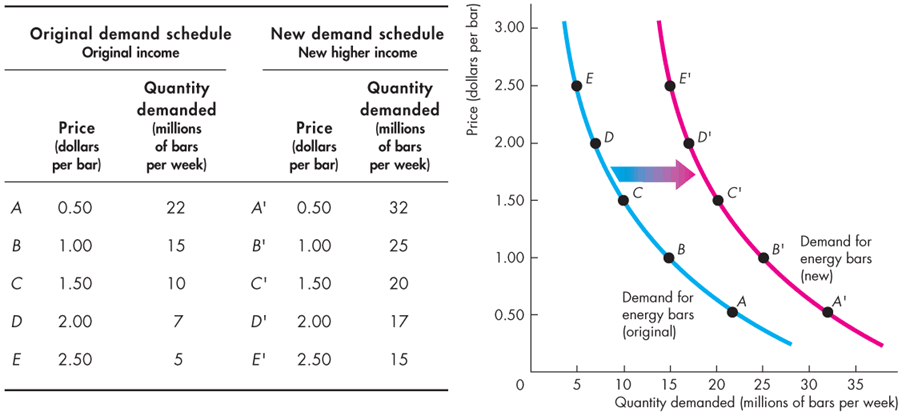 Original demand schedule
Original income
New demand schedule
New higher income
Price
(dollars
per bar)
Quantity
demanded
(millions
of bars
per week)
Price
(dollars
per bar)
Quantity
demanded
(millions
of bars
per week)
A 0.50 22 A' 0.50 32
B 1.00 15 B' 1.00 25
C 1.50 10 C' 1.50 20
D 2.00 7 D' 2.00 17
E 2.50 5 E' 2.50 15
Price (dollars per bar)
3.00
2.50
2.00
1.50
1.00
0.50
E
E'
D
D'
C
C'
B
B'
A
A'
Demand for
energy bars
(original)
Demand for
energy bars
(new)
0 5 10 15 20 25 30 35
Quantity demanded (millions of bars per week)